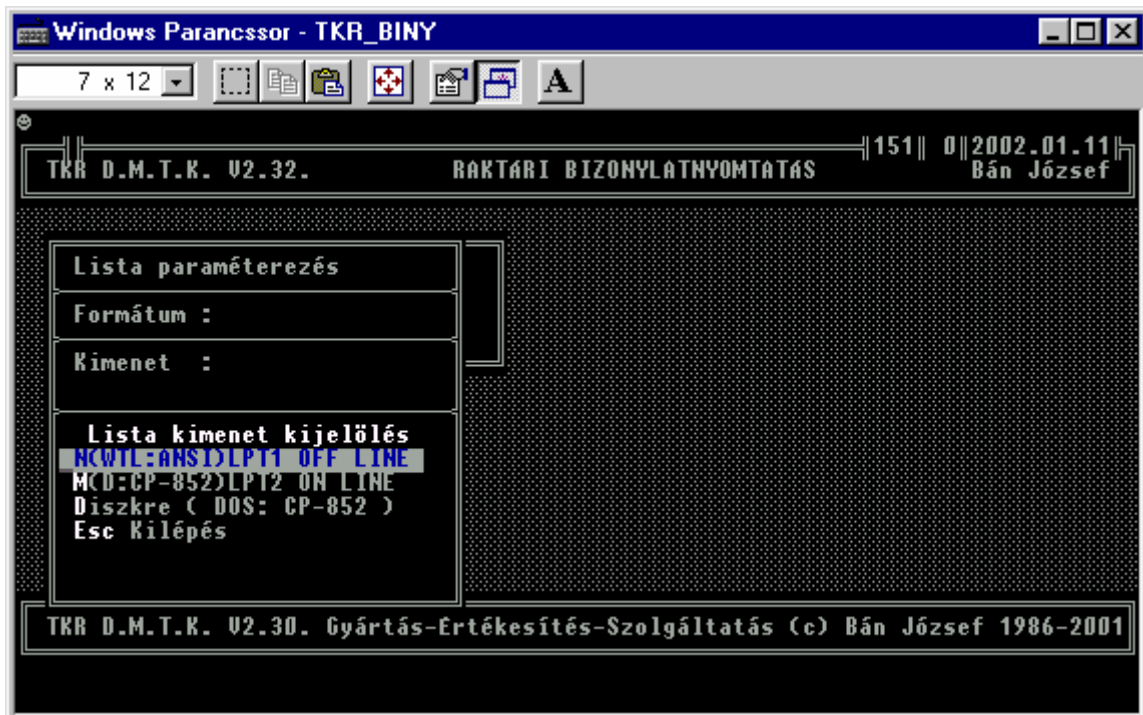 Windows Parancssor - TKR_BINY
7 x 12
A
151 0 2002.01.11
TKR D.M.T.K. V2.32. RAKTáRI BIZONYLATNYOMTATáS Bán József
Lista paraméterezés
Formátum :
Kimenet :
Lista kimenet kijelölés
N(WTL:ANSI)LPT1 OFF LINE
M(D:CP-852)LPT2 ON LINE
Diszkre ( DOS: CP-852 )
Esc Kilépés
TKR D.M.T.K. V2.30. Gyártás-Értékesítés-Szolgáltatás (c) Bán József 1986-2001